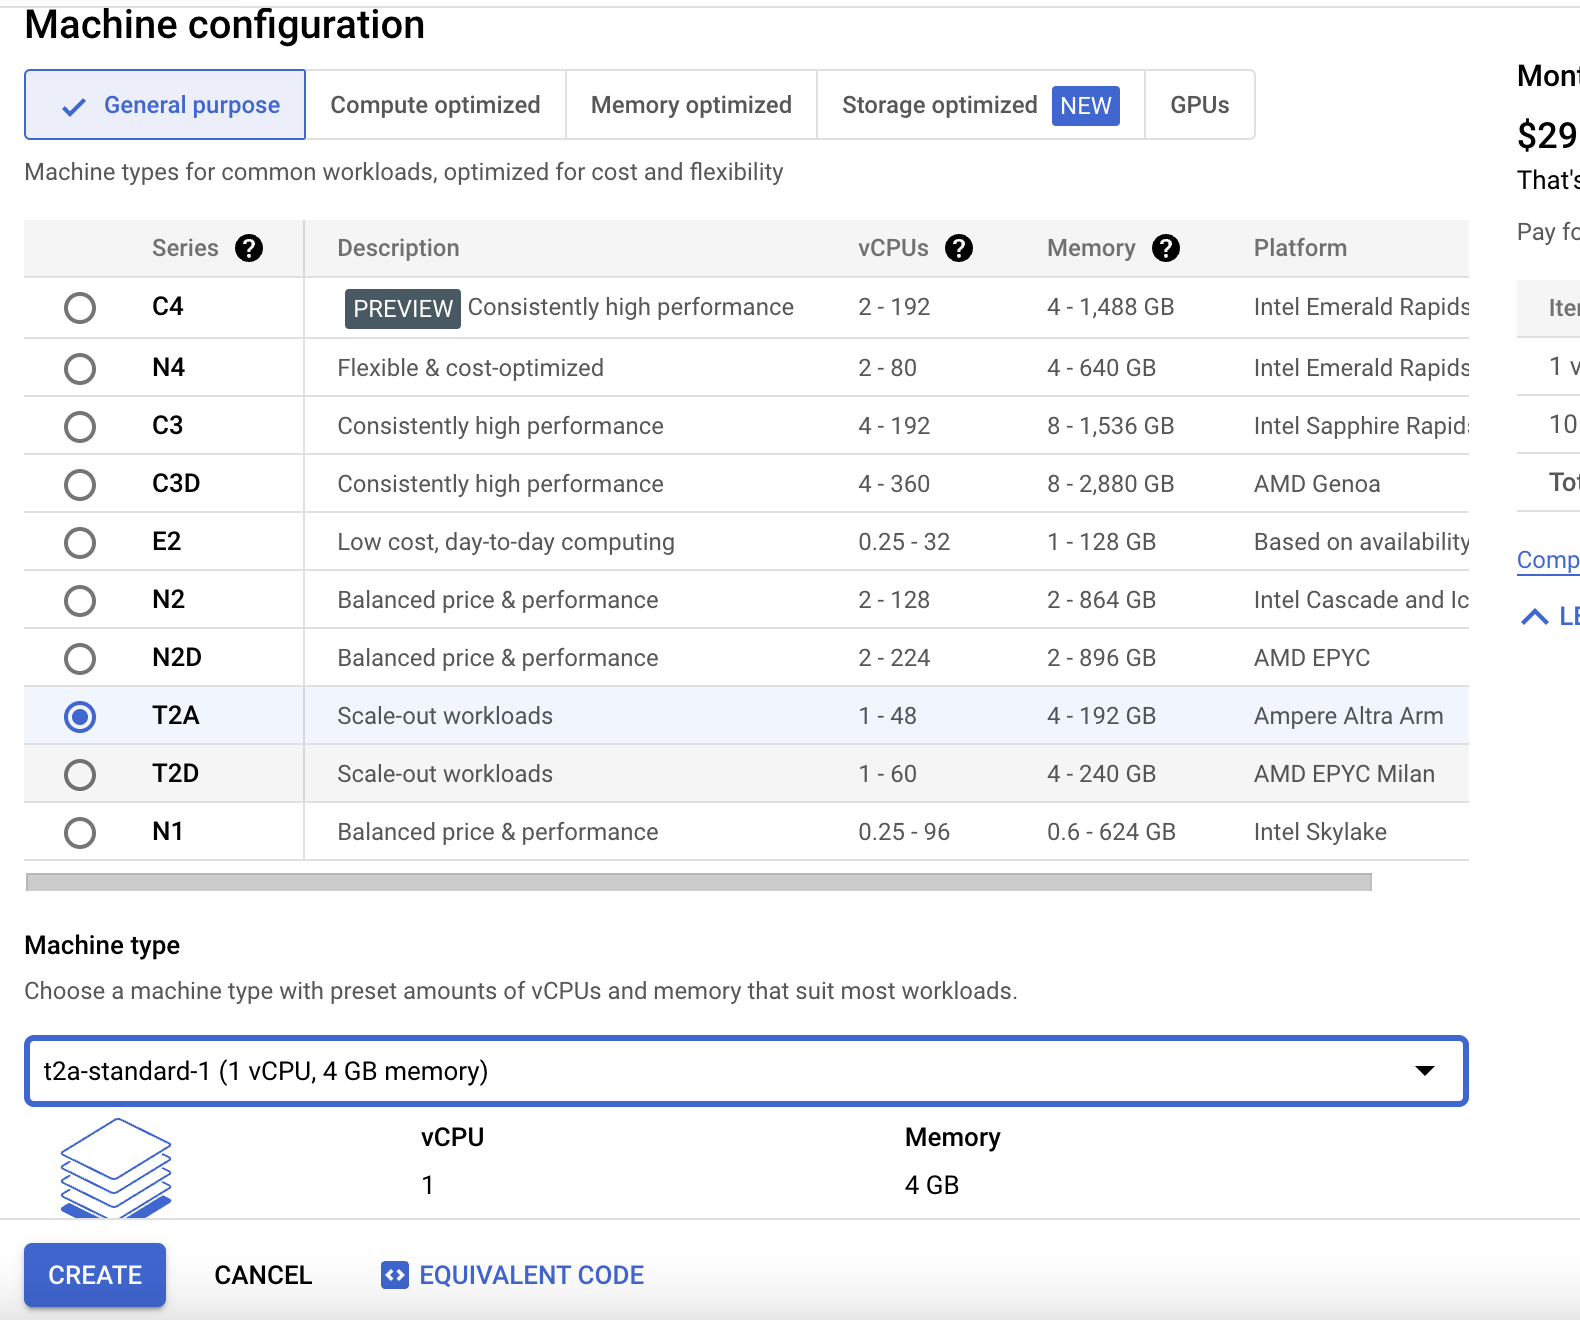 Machine configuration
General purpose
Compute optimized
Memory optimized
Storage optimized NEW
GPUs
Machine types for common workloads, optimized for cost and flexibility
Series Description vCPUs Memory Platform
C4 PREVIEW Consistently high performance 2 - 192 4 - 1,488 GB Intel Emerald Rapids
N4 Flexible & cost-optimized 2 - 80 4 - 640 GB Intel Emerald Rapids
C3 Consistently high performance 4 - 192 8 - 1,536 GB Intel Sapphire Rapids
C3D Consistently high performance 4 - 360 8 - 2,880 GB AMD Genoa
E2 Low cost, day-to-day computing 0.25 - 32 1 - 128 GB Based on availability
N2 Balanced price & performance 2 - 128 2 - 864 GB Intel Cascade and Ic
N2D Balanced price & performance 2 - 224 2 - 896 GB AMD EPYC
T2A Scale-out workloads 1 - 48 4 - 192 GB Ampere Altra Arm
T2D Scale-out workloads 1 - 60 4 - 240 GB AMD EPYC Milan
N1 Balanced price & performance 0.25 - 96 0.6 - 624 GB Intel Skylake
Machine type
Choose a machine type with preset amounts of vCPUs and memory that suit most workloads.
t2a-standard-1 (1 vCPU, 4 GB memory)
vCPU Memory
1 4 GB
CREATE CANCEL EQUIVALENT CODE
Mont
$29
That's
Pay fo
Iter
1 v
10
Tot
Comp
LE